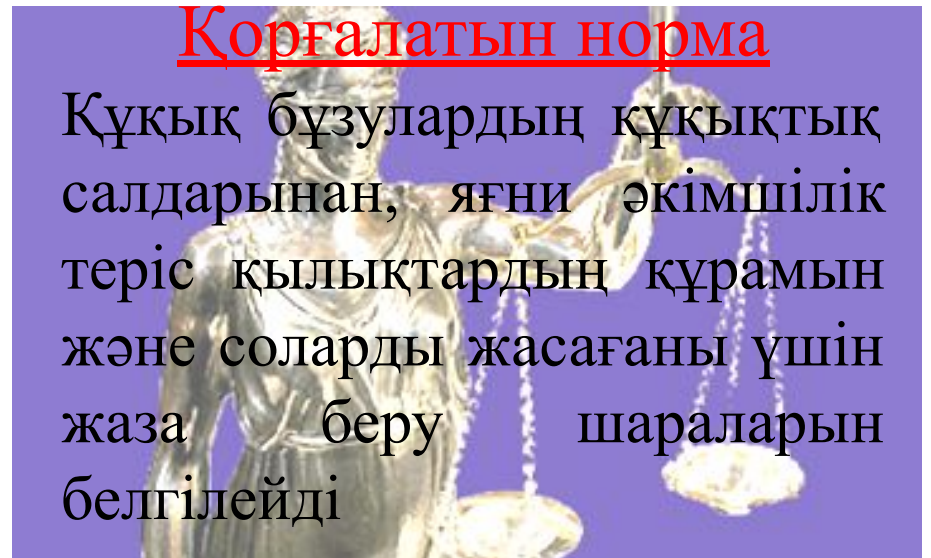 Қорғалатын норма
Құқық бұзулардың құқықтық
салдарынан, яғни әкімшілік
теріс қылықтардың құрамын
және соларды жасағаны үшін
жаза беру шараларын
белгілейді